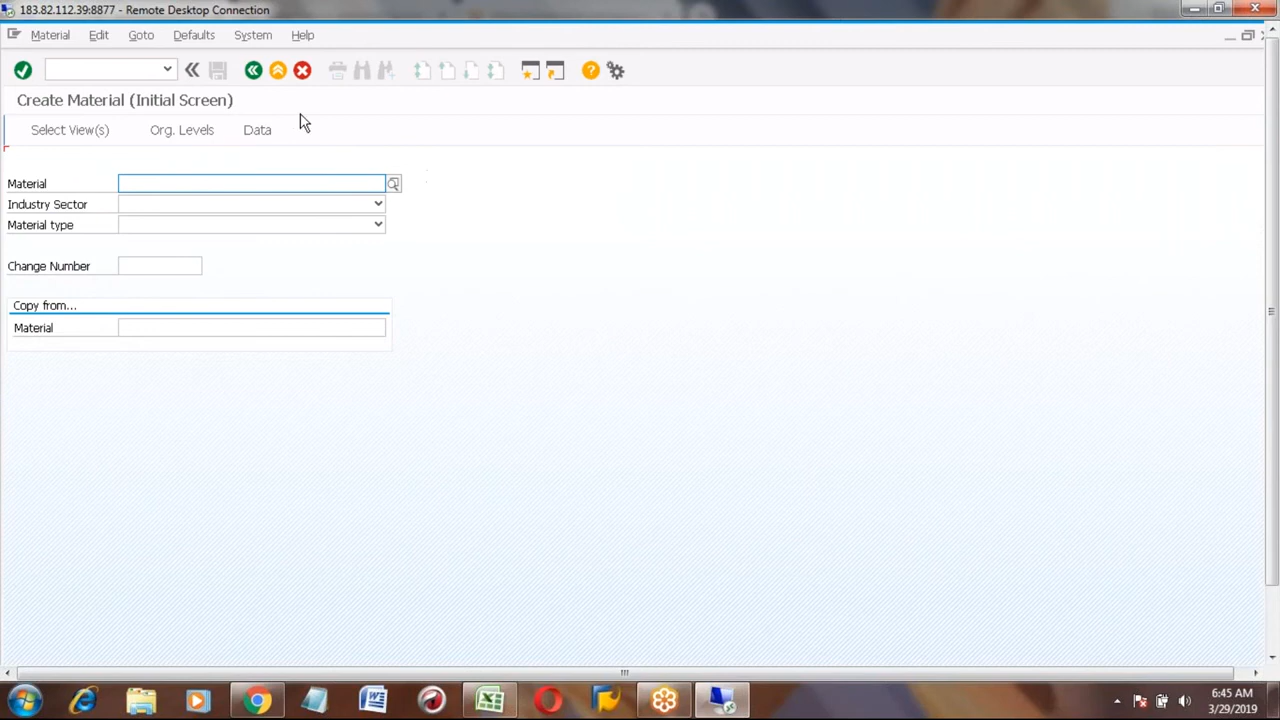 183.82.112.39:8877 - Remote Desktop Connection
Material Edit Goto Defaults System Help
Create Material (Initial Screen)
Select View(s) Org. Levels Data
Material
Industry Sector
Material type
Change Number
Copy from...
Material
6:45 AM
3/29/2019